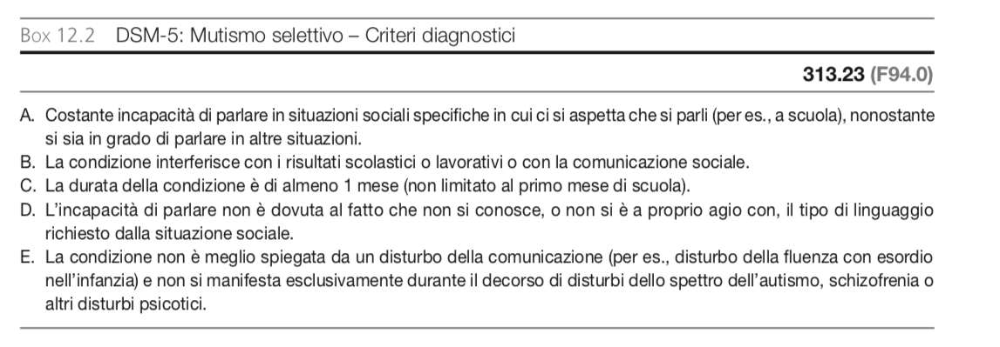 Box 12.2 DSM-5: Mutismo selettivo – Criteri diagnostici
313.23 (F94.0)
A. Costante incapacità di parlare in situazioni sociali specifiche in cui ci si aspetta che si parli (per es., a scuola), nonostante
si sia in grado di parlare in altre situazioni.
B. La condizione interferisce con i risultati scolastici o lavorativi o con la comunicazione sociale.
C. La durata della condizione è di almeno 1 mese (non limitato al primo mese di scuola).
D. L'incapacità di parlare non è dovuta al fatto che non si conosce, o non si è a proprio agio con, il tipo di linguaggio
richiesto dalla situazione sociale.
E. La condizione non è meglio spiegata da un disturbo della comunicazione (per es., disturbo della fluenza con esordio
nell'infanzia) e non si manifesta esclusivamente durante il decorso di disturbi dello spettro dell'autismo, schizofrenia o
altri disturbi psicotici.